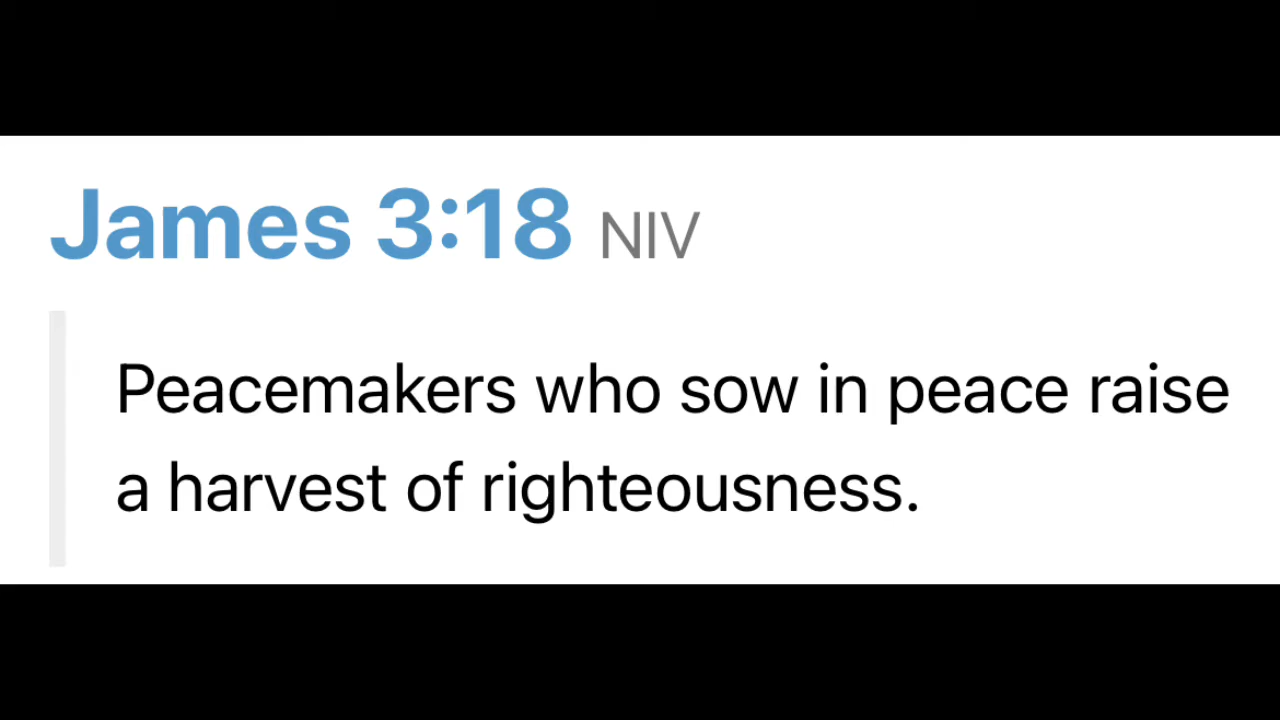 James 3:18 NIV
Peacemakers who sow in peace raise
a harvest of righteousness.